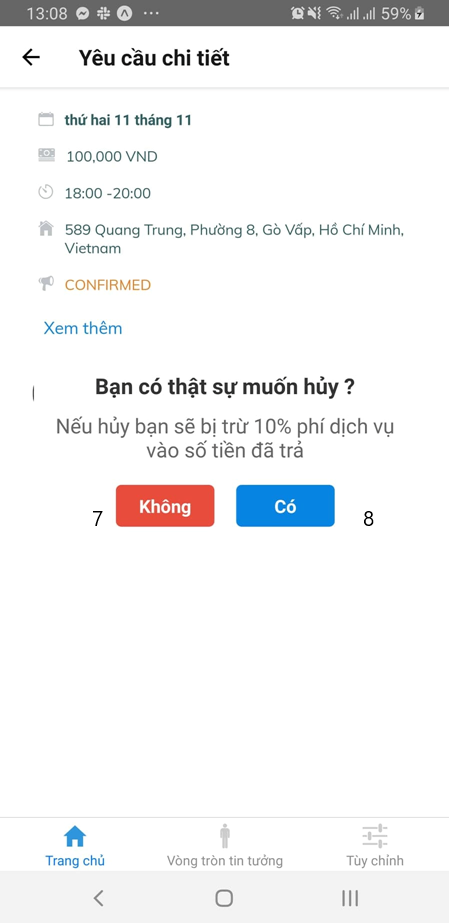 13:08 59%
Yêu cầu chi tiết
thứ hai 11 tháng 11
100,000 VND
18:00 -20:00
589 Quang Trung, Phường 8, Gò Vấp, Hồ Chí Minh,
Vietnam
CONFIRMED
Xem thêm
Bạn có thật sự muốn hủy ?
Nếu hủy bạn sẽ bị trừ 10% phí dịch vụ
vào số tiền đã trả
7 Không Có 8
Trang chủ Vòng tròn tin tưởng Tùy chỉnh